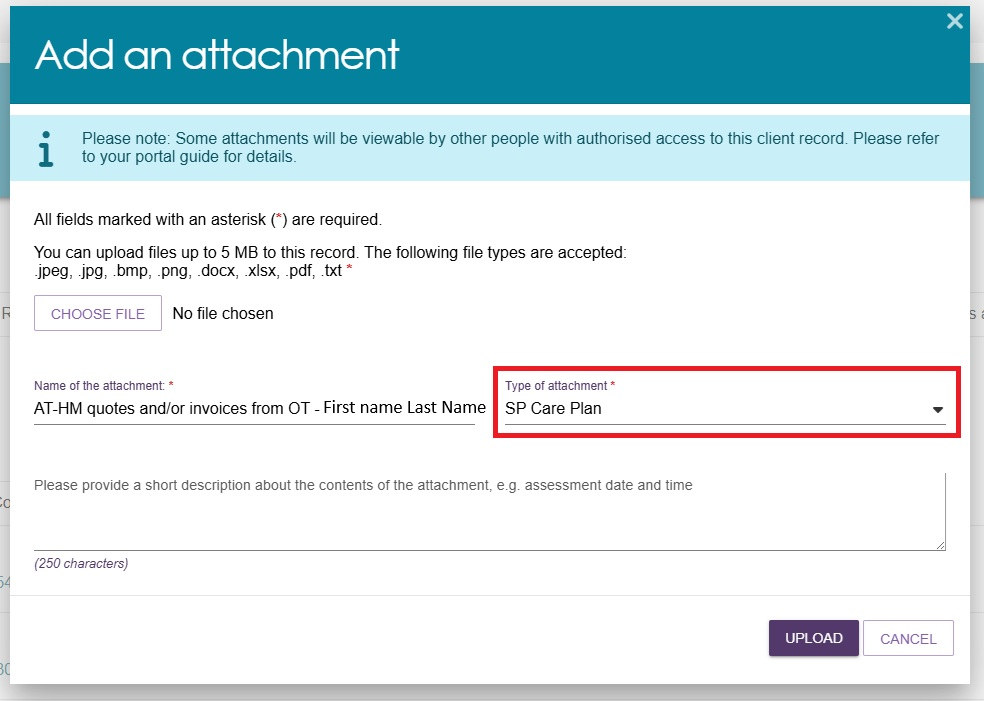 Add an attachment
Please note: Some attachments will be viewable by other people with authorised access to this client record. Please refer
to your portal guide for details.
All fields marked with an asterisk (*) are required.
You can upload files up to 5 MB to this record. The following file types are accepted:
.jpeg, .jpg, .bmp, .png, .docx, .xlsx, .pdf, .txt *
CHOOSE FILE No file chosen
Name of the attachment: *
AT-HM quotes and/or invoices from OT - First name Last Name
Type of attachment *
SP Care Plan
Please provide a short description about the contents of the attachment, e.g. assessment date and time
(250 characters)
UPLOAD CANCEL